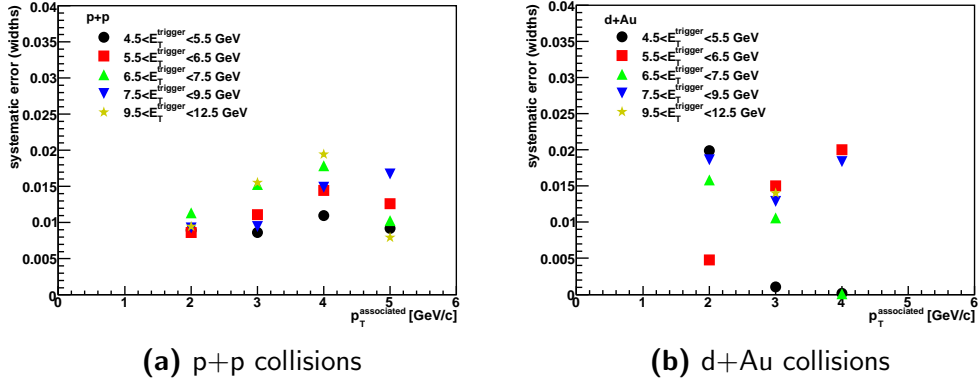 systematic error (widths)
0.04
0.035
0.03
0.025
0.02
0.015
0.01
0.005
0
p+p
4.5<E_T^trigger<5.5 GeV
5.5<E_T^trigger<6.5 GeV
6.5<E_T^trigger<7.5 GeV
7.5<E_T^trigger<9.5 GeV
9.5<E_T^trigger<12.5 GeV
0 1 2 3 4 5 6
p_T^associated [GeV/c]
(a) p+p collisions
systematic error (widths)
0.04
0.035
0.03
0.025
0.02
0.015
0.01
0.005
0
d+Au
4.5<E_T^trigger<5.5 GeV
5.5<E_T^trigger<6.5 GeV
6.5<E_T^trigger<7.5 GeV
7.5<E_T^trigger<9.5 GeV
9.5<E_T^trigger<12.5 GeV
0 1 2 3 4 5 6
p_T^associated [GeV/c]
(b) d+Au collisions